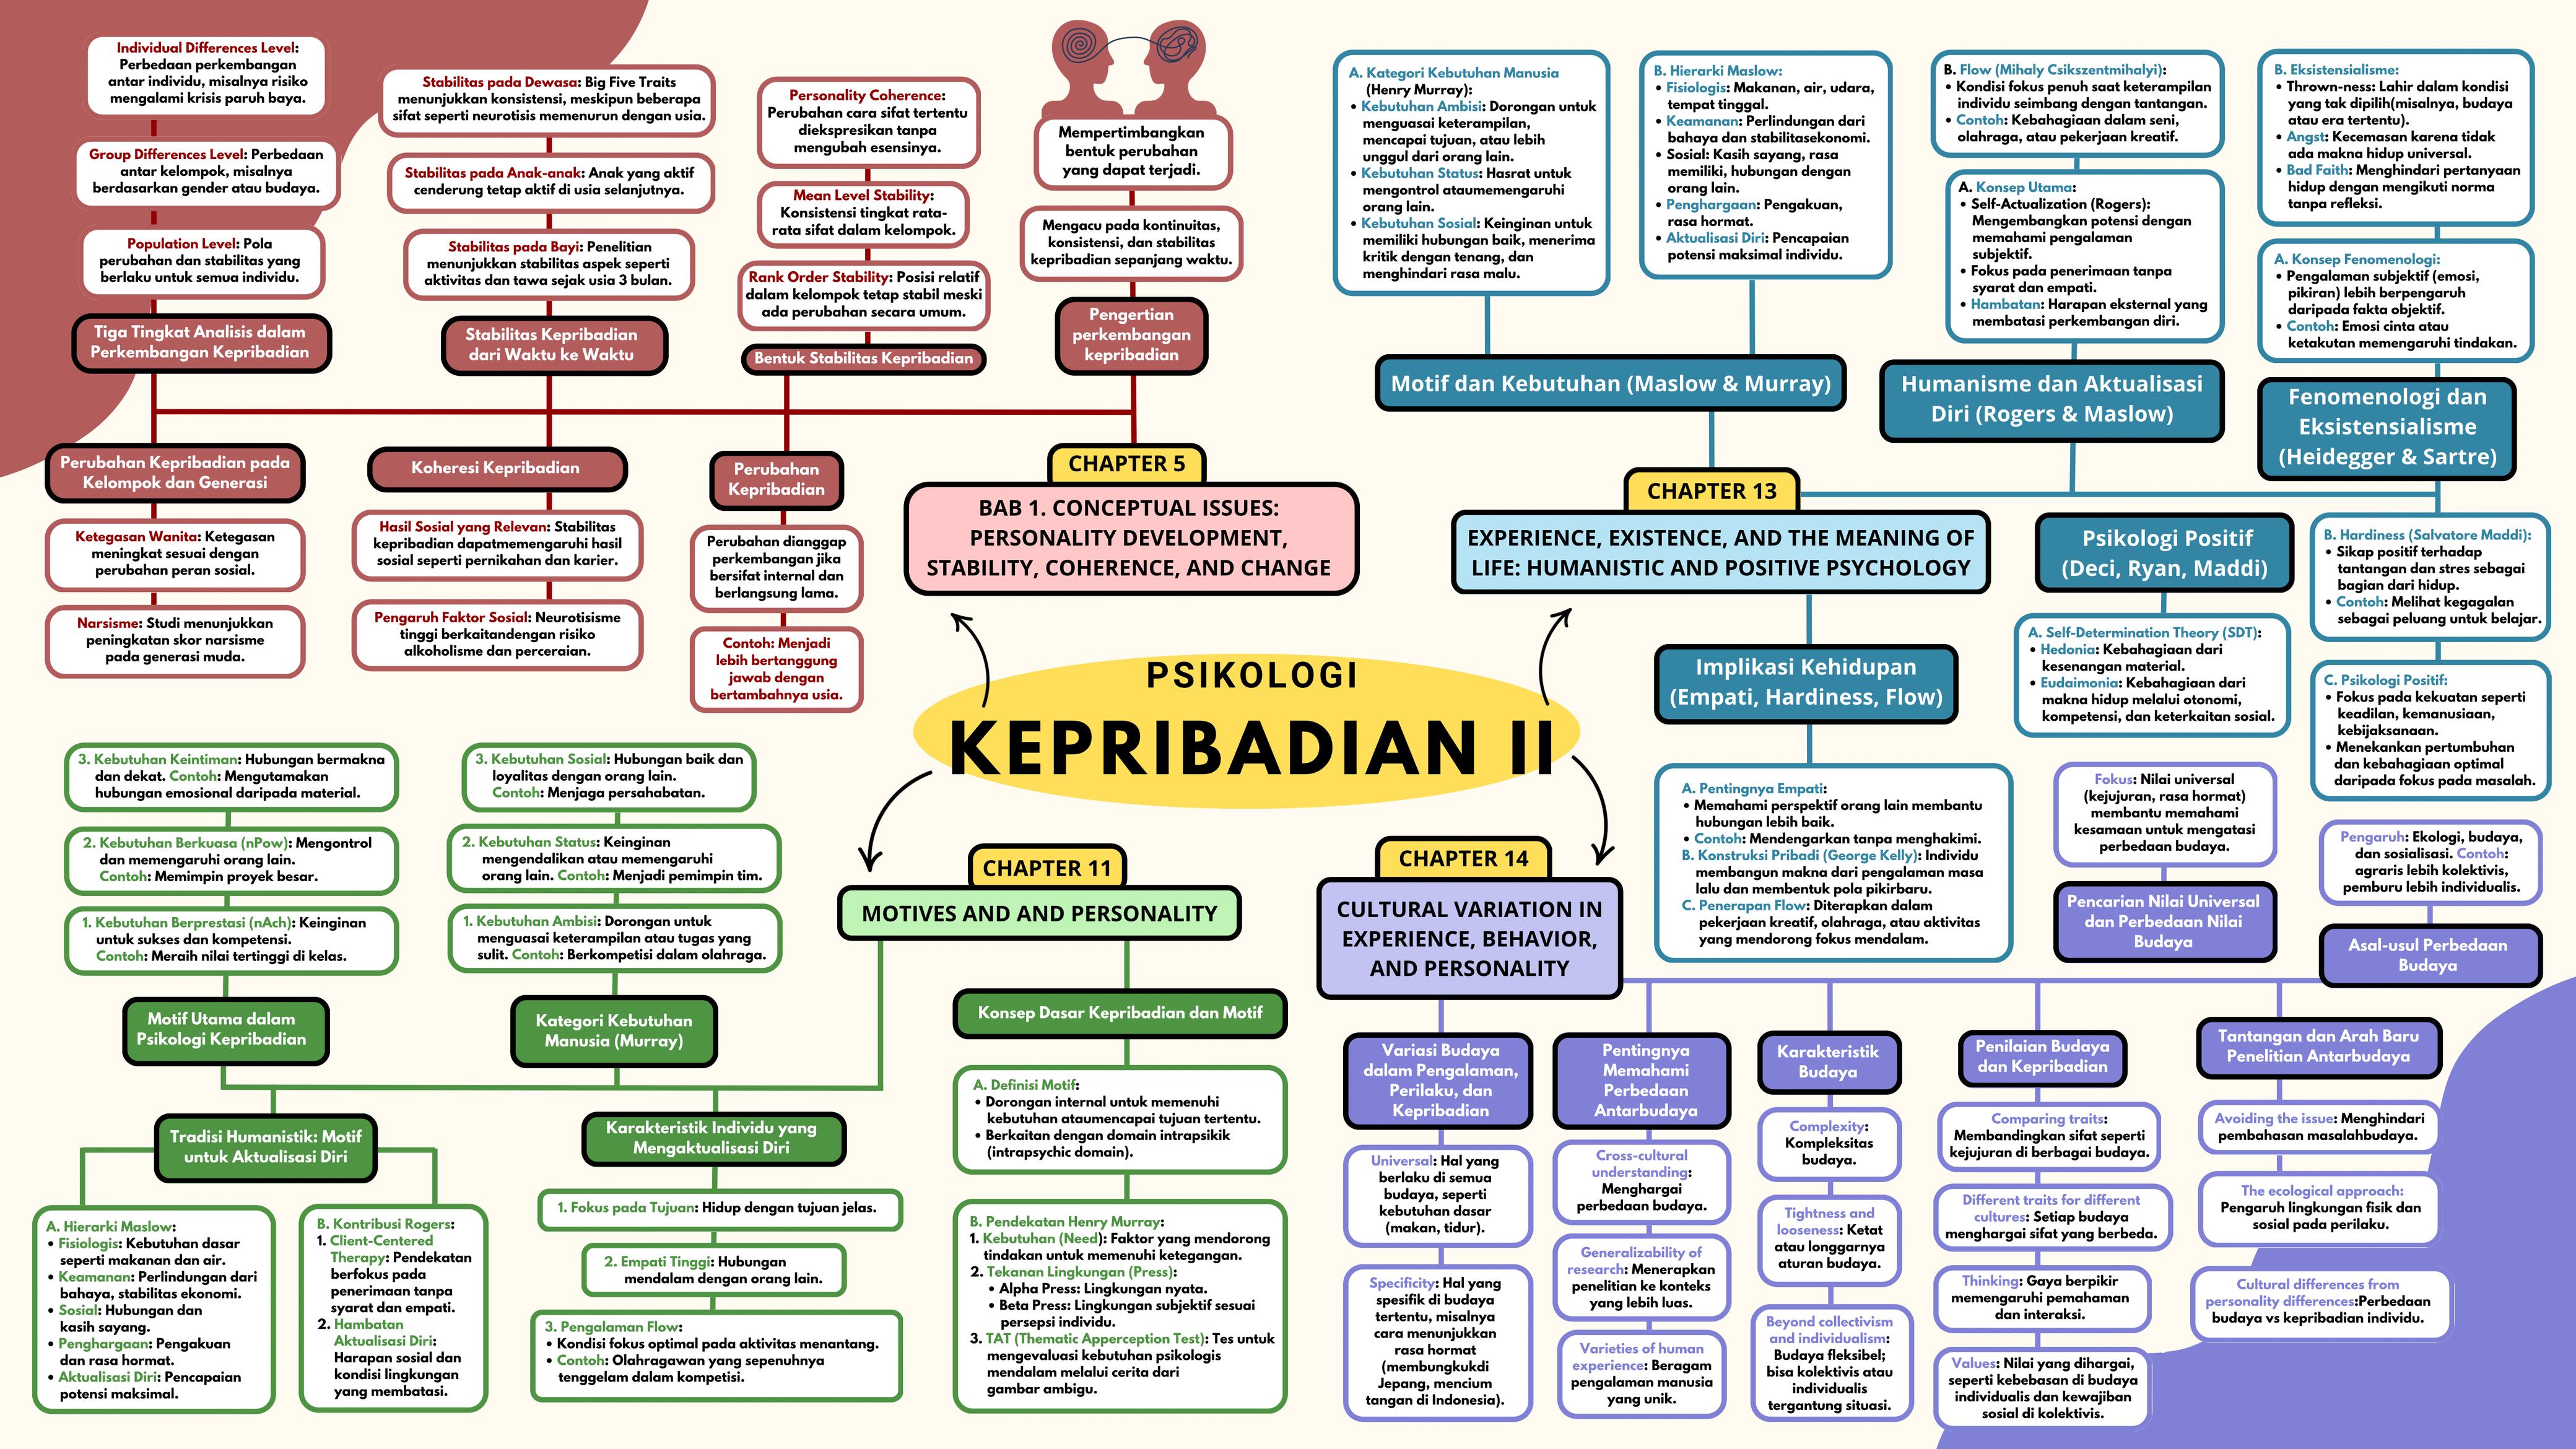 PSIKOLOGI
KEPRIBADIAN II
CHAPTER 5
BAB 1. CONCEPTUAL ISSUES:
PERSONALITY DEVELOPMENT,
STABILITY, COHERENCE, AND CHANGE
Individual Differences Level:
Perbedaan perkembangan
antar individu, misalnya risiko
mengalami krisis paruh baya.
Group Differences Level: Perbedaan
antar kelompok, misalnya
berdasarkan gender atau budaya.
Population Level: Pola
perubahan dan stabilitas yang
berlaku untuk semua individu.
Tiga Tingkat Analisis dalam
Perkembangan Kepribadian
Stabilitas pada Dewasa: Big Five Traits
menunjukkan konsistensi, meskipun beberapa
sifat seperti neurotisis memenurun dengan usia.
Stabilitas pada Anak-anak: Anak yang aktif
cenderung tetap aktif di usia selanjutnya.
Stabilitas pada Bayi: Penelitian
menunjukkan stabilitas aspek seperti
aktivitas dan tawa sejak usia 3 bulan.
Stabilitas Kepribadian
dari Waktu ke Waktu
Personality Coherence:
Perubahan cara sifat tertentu
diekspresikan tanpa
mengubah esensinya.
Mean Level Stability:
Konsistensi tingkat rata-
rata sifat dalam kelompok.
Rank Order Stability: Posisi relatif
dalam kelompok tetap stabil meski
ada perubahan secara umum.
Bentuk Stabilitas Kepribadian
Mempertimbangkan
bentuk perubahan
yang dapat terjadi.
Mengacu pada kontinuitas,
konsistensi, dan stabilitas
kepribadian sepanjang waktu.
Pengertian
perkembangan
kepribadian
Perubahan Kepribadian pada
Kelompok dan Generasi
Ketegasan Wanita: Ketegasan
meningkat sesuai dengan
perubahan peran sosial.
Narsisme: Studi menunjukkan
peningkatan skor narsisme
pada generasi muda.
Koheresi Kepribadian
Hasil Sosial yang Relevan: Stabilitas
kepribadian dapatmemengaruhi hasil
sosial seperti pernikahan dan karier.
Pengaruh Faktor Sosial: Neurotisisme
tinggi berkaitandengan risiko
alkoholisme dan perceraian.
Perubahan
Kepribadian
Perubahan dianggap
perkembangan jika
bersifat internal dan
berlangsung lama.
Contoh: Menjadi
lebih bertanggung
jawab dengan
bertambahnya usia.
CHAPTER 13
EXPERIENCE, EXISTENCE, AND THE MEANING OF
LIFE: HUMANISTIC AND POSITIVE PSYCHOLOGY
A. Kategori Kebutuhan Manusia
(Henry Murray):
• Kebutuhan Ambisi: Dorongan untuk
menguasai keterampilan,
mencapai tujuan, atau lebih
unggul dari orang lain.
• Kebutuhan Status: Hasrat untuk
mengontrol ataumemengaruhi
orang lain.
• Kebutuhan Sosial: Keinginan untuk
memiliki hubungan baik, menerima
kritik dengan tenang, dan
menghindari rasa malu.
B. Hierarki Maslow:
• Fisiologis: Makanan, air, udara,
tempat tinggal.
• Keamanan: Perlindungan dari
bahaya dan stabilitasekonomi.
• Sosial: Kasih sayang, rasa
memiliki, hubungan dengan
orang lain.
• Penghargaan: Pengakuan,
rasa hormat.
• Aktualisasi Diri: Pencapaian
potensi maksimal individu.
Motif dan Kebutuhan (Maslow & Murray)
B. Flow (Mihaly Csikszentmihalyi):
• Kondisi fokus penuh saat keterampilan
individu seimbang dengan tantangan.
• Contoh: Kebahagiaan dalam seni,
olahraga, atau pekerjaan kreatif.
A. Konsep Utama:
• Self-Actualization (Rogers):
Mengembangkan potensi dengan
memahami pengalaman
subjektif.
• Fokus pada penerimaan tanpa
syarat dan empati.
• Hambatan: Harapan eksternal yang
membatasi perkembangan diri.
Humanisme dan Aktualisasi
Diri (Rogers & Maslow)
B. Eksistensialisme:
• Thrown-ness: Lahir dalam kondisi
yang tak dipilih(misalnya, budaya
atau era tertentu).
• Angst: Kecemasan karena tidak
ada makna hidup universal.
• Bad Faith: Menghindari pertanyaan
hidup dengan mengikuti norma
tanpa refleksi.
A. Konsep Fenomenologi:
• Pengalaman subjektif (emosi,
pikiran) lebih berpengaruh
daripada fakta objektif.
• Contoh: Emosi cinta atau
ketakutan memengaruhi tindakan.
Fenomenologi dan
Eksistensialisme
(Heidegger & Sartre)
Psikologi Positif
(Deci, Ryan, Maddi)
A. Self-Determination Theory (SDT):
• Hedonia: Kebahagiaan dari
kesenangan material.
• Eudaimonia: Kebahagiaan dari
makna hidup melalui otonomi,
kompetensi, dan keterkaitan sosial.
B. Hardiness (Salvatore Maddi):
• Sikap positif terhadap
tantangan dan stres sebagai
bagian dari hidup.
• Contoh: Melihat kegagalan
sebagai peluang untuk belajar.
C. Psikologi Positif:
• Fokus pada kekuatan seperti
keadilan, kemanusiaan,
kebijaksanaan.
• Menekankan pertumbuhan
dan kebahagiaan optimal
daripada fokus pada masalah.
Implikasi Kehidupan
(Empati, Hardiness, Flow)
A. Pentingnya Empati:
• Memahami perspektif orang lain membantu
hubungan lebih baik.
• Contoh: Mendengarkan tanpa menghakimi.
B. Konstruksi Pribadi (George Kelly): Individu
membangun makna dari pengalaman masa
lalu dan membentuk pola pikirbaru.
C. Penerapan Flow: Diterapkan dalam
pekerjaan kreatif, olahraga, atau aktivitas
yang mendorong fokus mendalam.
CHAPTER 11
MOTIVES AND AND PERSONALITY
3. Kebutuhan Keintiman: Hubungan bermakna
dan dekat. Contoh: Mengutamakan
hubungan emosional daripada material.
2. Kebutuhan Berkuasa (nPow): Mengontrol
dan memengaruhi orang lain.
Contoh: Memimpin proyek besar.
1. Kebutuhan Berprestasi (nAch): Keinginan
untuk sukses dan kompetensi.
Contoh: Meraih nilai tertinggi di kelas.
Motif Utama dalam
Psikologi Kepribadian
3. Kebutuhan Sosial: Hubungan baik dan
loyalitas dengan orang lain.
Contoh: Menjaga persahabatan.
2. Kebutuhan Status: Keinginan
mengendalikan atau memengaruhi
orang lain. Contoh: Menjadi pemimpin tim.
1. Kebutuhan Ambisi: Dorongan untuk
menguasai keterampilan atau tugas yang
sulit. Contoh: Berkompetisi dalam olahraga.
Kategori Kebutuhan
Manusia (Murray)
Tradisi Humanistik: Motif
untuk Aktualisasi Diri
A. Hierarki Maslow:
• Fisiologis: Kebutuhan dasar
seperti makanan dan air.
• Keamanan: Perlindungan dari
bahaya, stabilitas ekonomi.
• Sosial: Hubungan dan
kasih sayang.
• Penghargaan: Pengakuan
dan rasa hormat.
• Aktualisasi Diri: Pencapaian
potensi maksimal.
B. Kontribusi Rogers:
1. Client-Centered
Therapy: Pendekatan
berfokus pada
penerimaan tanpa
syarat dan empati.
2. Hambatan
Aktualisasi Diri:
Harapan sosial dan
kondisi lingkungan
yang membatasi.
Karakteristik Individu yang
Mengaktualisasi Diri
1. Fokus pada Tujuan: Hidup dengan tujuan jelas.
2. Empati Tinggi: Hubungan
mendalam dengan orang lain.
3. Pengalaman Flow:
• Kondisi fokus optimal pada aktivitas menantang.
• Contoh: Olahragawan yang sepenuhnya
tenggelam dalam kompetisi.
Konsep Dasar Kepribadian dan Motif
A. Definisi Motif:
• Dorongan internal untuk memenuhi
kebutuhan ataumencapai tujuan tertentu.
• Berkaitan dengan domain intrapsikik
(intrapsychic domain).
B. Pendekatan Henry Murray:
1. Kebutuhan (Need): Faktor yang mendorong
tindakan untuk memenuhi ketegangan.
2. Tekanan Lingkungan (Press):
• Alpha Press: Lingkungan nyata.
• Beta Press: Lingkungan subjektif sesuai
persepsi individu.
3. TAT (Thematic Apperception Test): Tes untuk
mengevaluasi kebutuhan psikologis
mendalam melalui cerita dari
gambar ambigu.
CHAPTER 14
CULTURAL VARIATION IN
EXPERIENCE, BEHAVIOR,
AND PERSONALITY
Fokus: Nilai universal
(kejujuran, rasa hormat)
membantu memahami
kesamaan untuk mengatasi
perbedaan budaya.
Pencarian Nilai Universal
dan Perbedaan Nilai
Budaya
Pengaruh: Ekologi, budaya,
dan sosialisasi. Contoh:
agraris lebih kolektivis,
pemburu lebih individualis.
Asal-usul Perbedaan
Budaya
Variasi Budaya
dalam Pengalaman,
Perilaku, dan
Kepribadian
Universal: Hal yang
berlaku di semua
budaya, seperti
kebutuhan dasar
(makan, tidur).
Specificity: Hal yang
spesifik di budaya
tertentu, misalnya
cara menunjukkan
rasa hormat
(membungkukdi
Jepang, mencium
tangan di Indonesia).
Pentingnya
Memahami
Perbedaan
Antarbudaya
Cross-cultural
understanding:
Menghargai
perbedaan budaya.
Generalizability of
research: Menerapkan
penelitian ke konteks
yang lebih luas.
Varieties of human
experience: Beragam
pengalaman manusia
yang unik.
Karakteristik
Budaya
Complexity:
Kompleksitas
budaya.
Tightness and
looseness: Ketat
atau longgarnya
aturan budaya.
Beyond collectivism
and individualism:
Budaya fleksibel;
bisa kolektivis atau
individualis
tergantung situasi.
Penilaian Budaya
dan Kepribadian
Comparing traits:
Membandingkan sifat seperti
kejujuran di berbagai budaya.
Different traits for different
cultures: Setiap budaya
menghargai sifat yang berbeda.
Thinking: Gaya berpikir
memengaruhi pemahaman
dan interaksi.
Values: Nilai yang dihargai,
seperti kebebasan di budaya
individualis dan kewajiban
sosial di kolektivis.
Tantangan dan Arah Baru
Penelitian Antarbudaya
Avoiding the issue: Menghindari
pembahasan masalahbudaya.
The ecological approach:
Pengaruh lingkungan fisik dan
sosial pada perilaku.
Cultural differences from
personality differences:Perbedaan
budaya vs kepribadian individu.